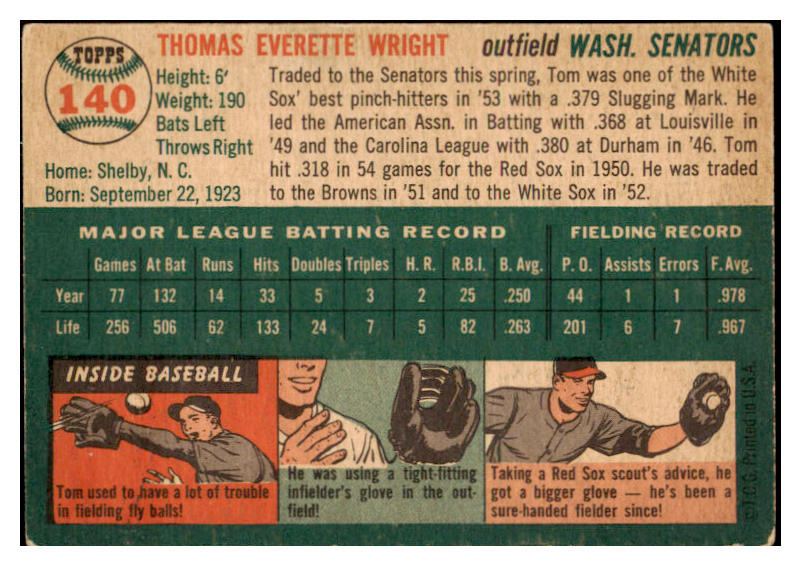 TOPPS
140
THOMAS EVERETTE WRIGHT outfield WASH. SENATORS
Height: 6'
Weight: 190
Bats Left
Throws Right
Home: Shelby, N. C.
Born: September 22, 1923
Traded to the Senators this spring, Tom was one of the White
Sox' best pinch-hitters in '53 with a .379 Slugging Mark. He
led the American Assn. in Batting with .368 at Louisville in
'49 and the Carolina League with .380 at Durham in '46. Tom
hit .318 in 54 games for the Red Sox in 1950. He was traded
to the Browns in '51 and to the White Sox in '52.
MAJOR LEAGUE BATTING RECORD FIELDING RECORD
Games At Bat Runs Hits Doubles Triples H. R. R.B.I. B. Avg. P. O. Assists Errors F. Avg.
Year 77 132 14 33 5 3 2 25 .250 44 1 1 .978
Life 256 506 62 133 24 7 5 82 .263 201 6 7 .967
INSIDE BASEBALL
Tom used to have a lot of trouble
in fielding fly balls!
He was using a tight-fitting
infielder's glove in the out-
field!
Taking a Red Sox scout's advice, he
got a bigger glove — he's been a
sure-handed fielder since!
© T.C.G. Printed in U.S.A.